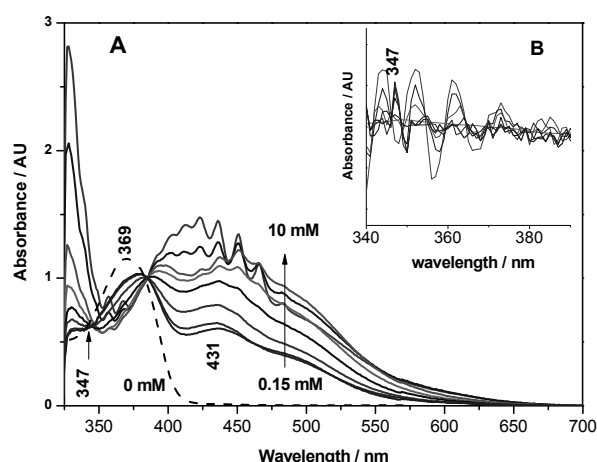 A
B
3
2
1
0
Absorbance / AU
350
400
450
500
550
600
650
700
Wavelength / nm
369
347
431
0 mM
0.15 mM
10 mM
347
Absorbance / AU
340
360
380
wavelength / nm